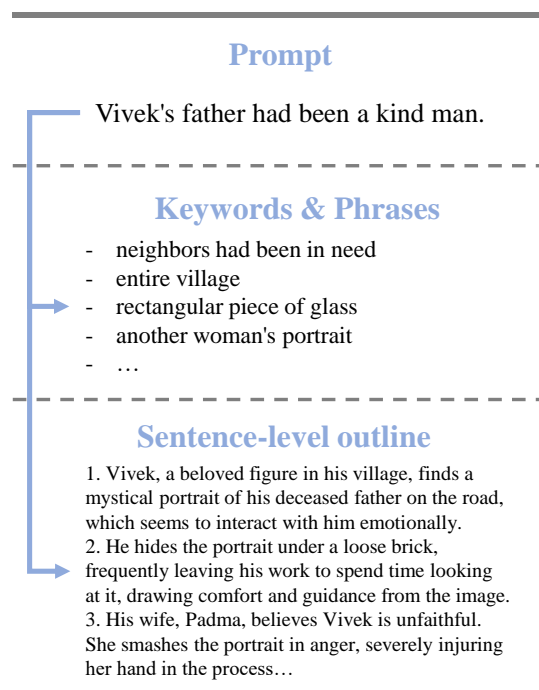 Prompt
Vivek's father had been a kind man.
Keywords & Phrases
- neighbors had been in need
- entire village
- rectangular piece of glass
- another woman's portrait
- …
Sentence-level outline
1. Vivek, a beloved figure in his village, finds a
mystical portrait of his deceased father on the road,
which seems to interact with him emotionally.
2. He hides the portrait under a loose brick,
frequently leaving his work to spend time looking
at it, drawing comfort and guidance from the image.
3. His wife, Padma, believes Vivek is unfaithful.
She smashes the portrait in anger, severely injuring
her hand in the process…